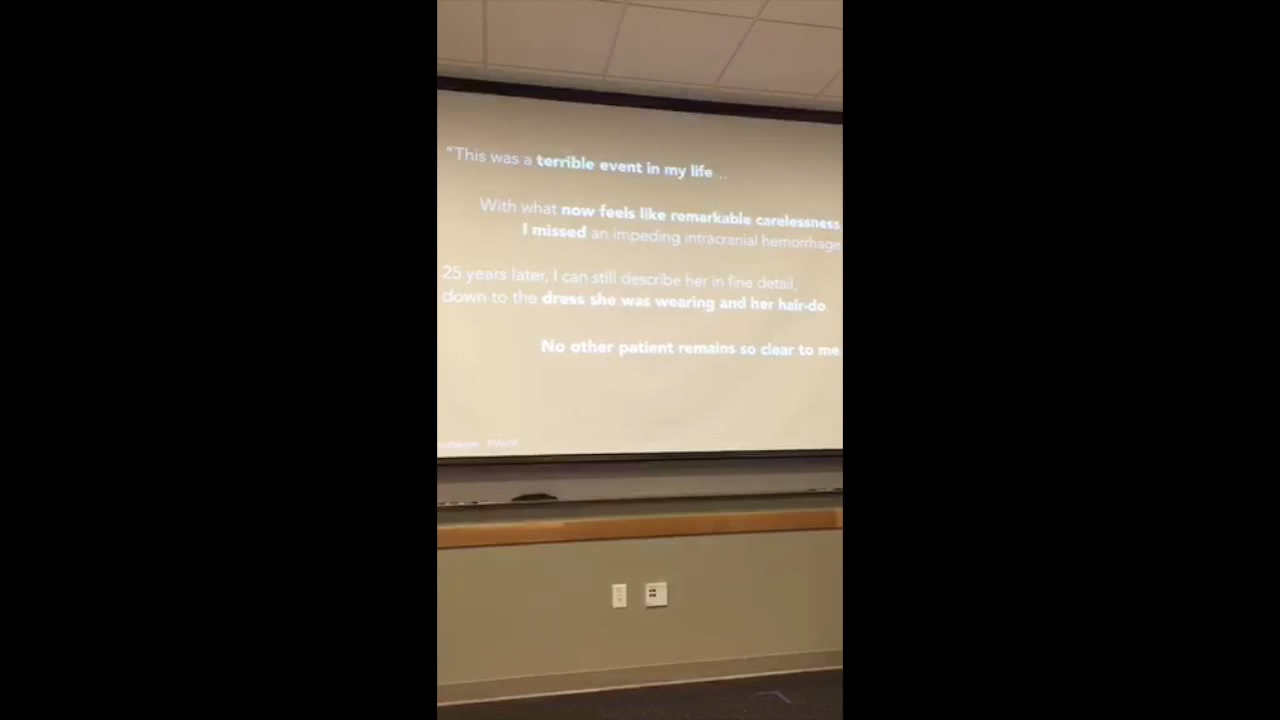 “This was a terrible event in my life...
With what now feels like remarkable carelessness
I missed an impeding intracranial hemorrhage
25 years later, I can still describe her in fine detail,
down to the dress she was wearing and her hair-do.
No other patient remains so clear to me